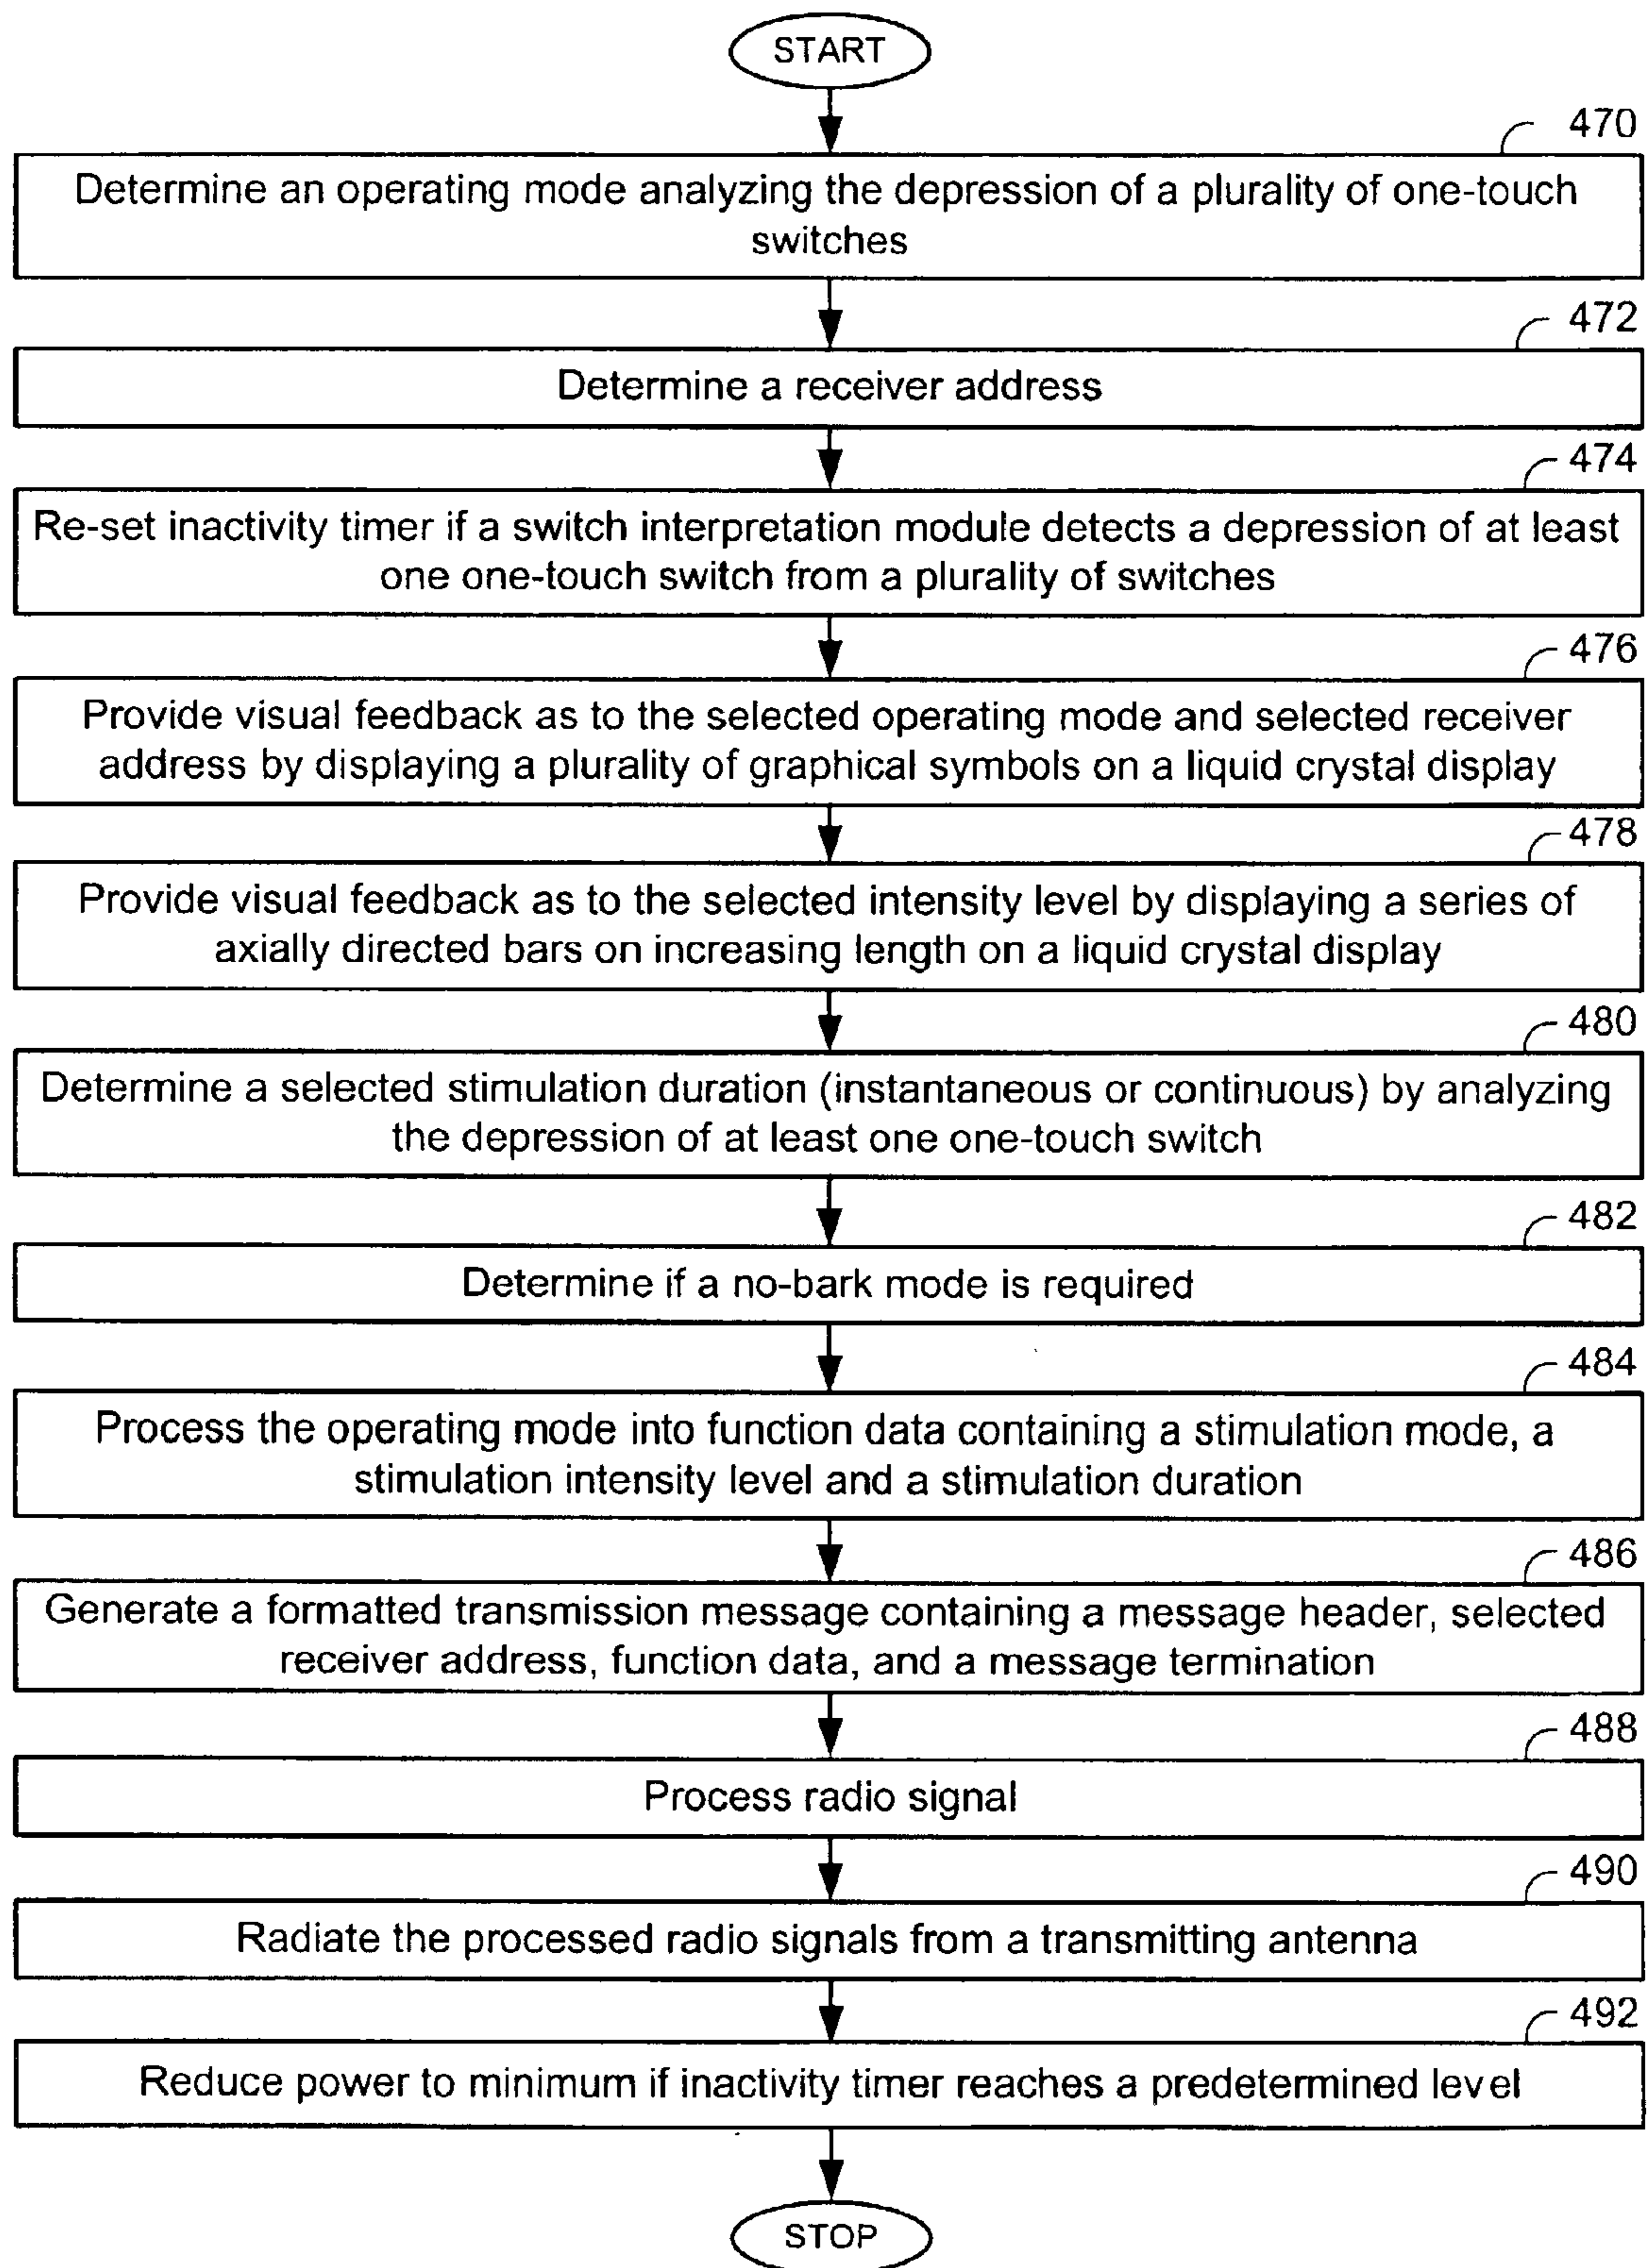 START
470
Determine an operating mode analyzing the depression of a plurality of one-touch
switches
472
Determine a receiver address
474
Re-set inactivity timer if a switch interpretation module detects a depression of at least
one one-touch switch from a plurality of switches
476
Provide visual feedback as to the selected operating mode and selected receiver
address by displaying a plurality of graphical symbols on a liquid crystal display
478
Provide visual feedback as to the selected intensity level by displaying a series of
axially directed bars on increasing length on a liquid crystal display
480
Determine a selected stimulation duration (instantaneous or continuous) by analyzing
the depression of at least one one-touch switch
482
Determine if a no-bark mode is required
484
Process the operating mode into function data containing a stimulation mode, a
stimulation intensity level and a stimulation duration
486
Generate a formatted transmission message containing a message header, selected
receiver address, function data, and a message termination
488
Process radio signal
490
Radiate the processed radio signals from a transmitting antenna
492
Reduce power to minimum if inactivity timer reaches a predetermined level
STOP